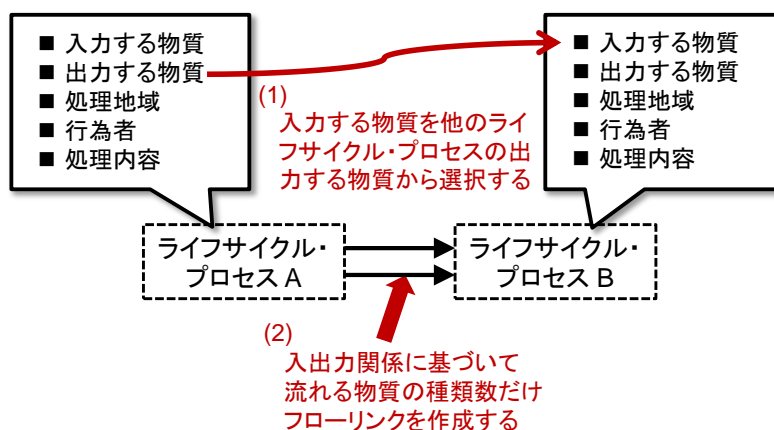 ■ 入力する物質
■ 出力する物質
■ 処理地域
■ 行為者
■ 処理内容
■ 入力する物質
■ 出力する物質
■ 処理地域
■ 行為者
■ 処理内容
(1)
入力する物質を他のライ
フサイクル・プロセスの出
力する物質から選択する
ライフサイクル・
プロセス A
ライフサイクル・
プロセス B
(2)
入出力関係に基づいて
流れる物質の種類数だけ
フローリンクを作成する